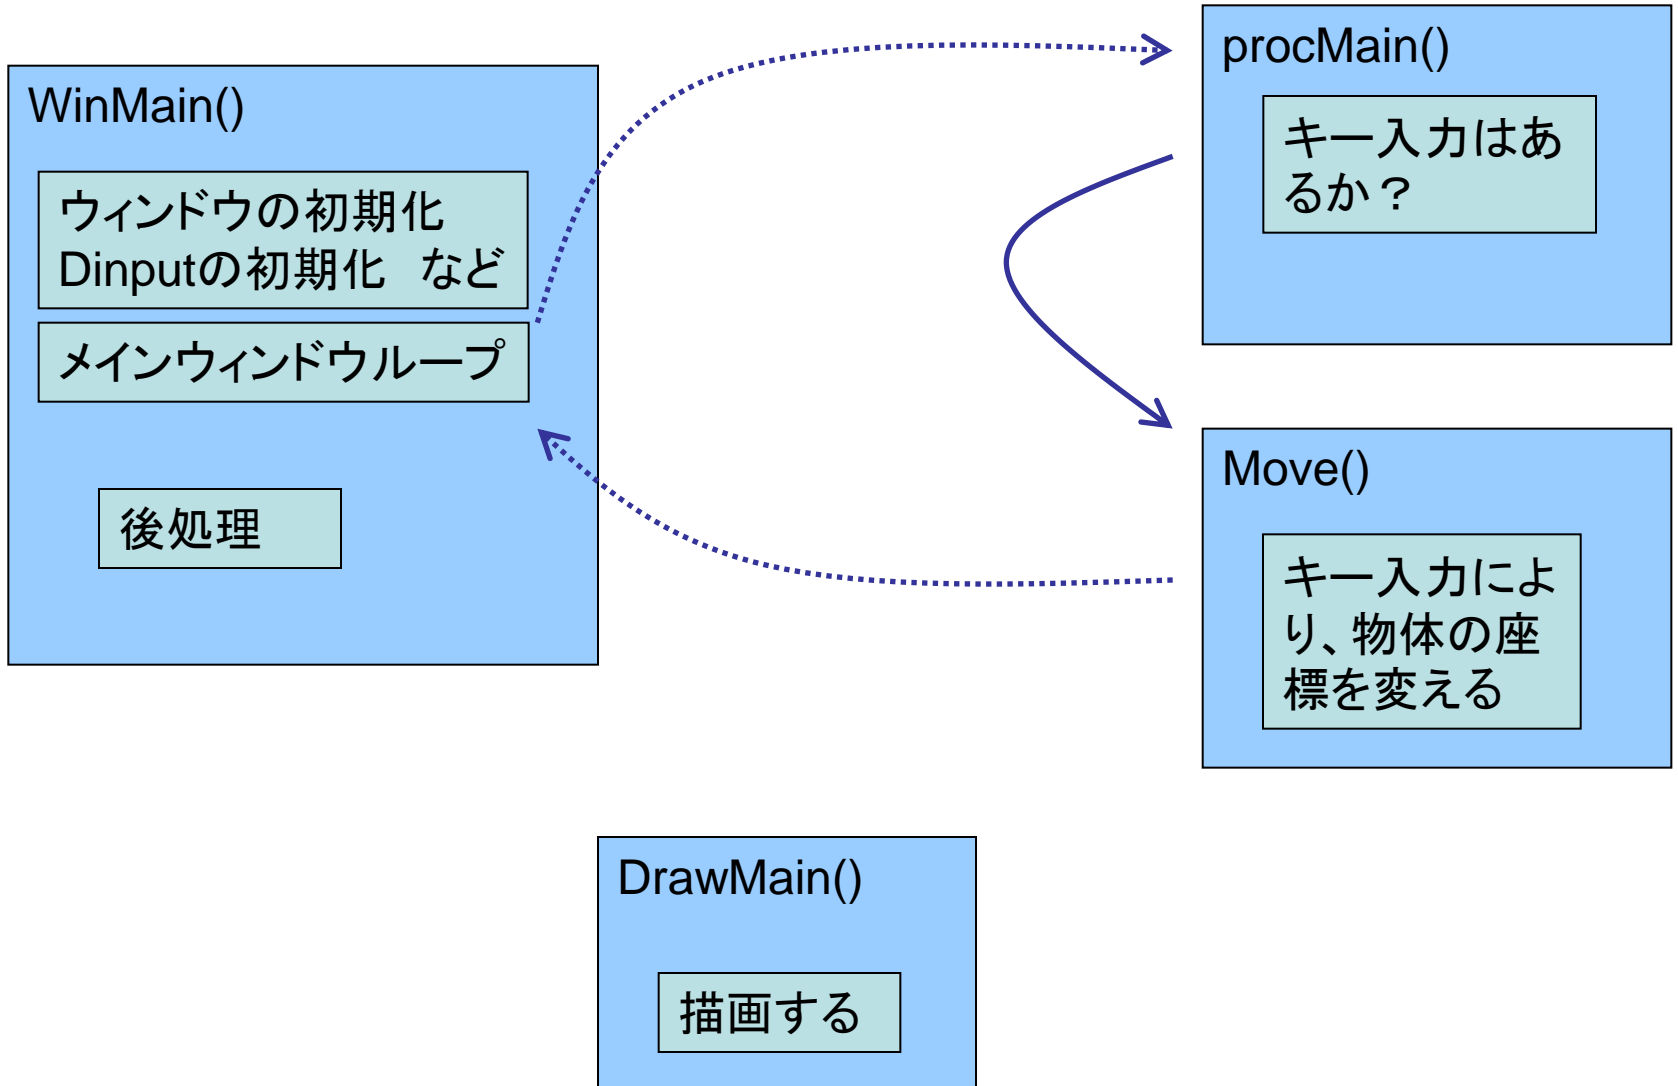 WinMain()
ウィンドウの初期化
Dinputの初期化　など
メインウィンドウループ
後処理
procMain()
キー入力はあ
るか？
Move()
キー入力によ
り、物体の座
標を変える
DrawMain()
描画する